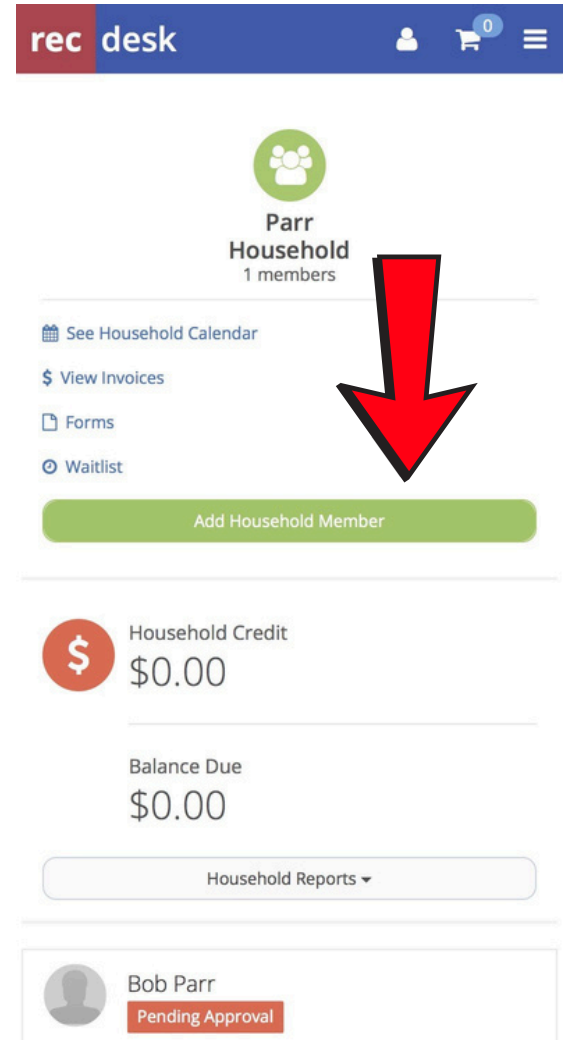 rec desk
0
Parr
Household
1 members
See Household Calendar
$ View Invoices
Forms
Waitlist
Add Household Member
$
Household Credit
$0.00
Balance Due
$0.00
Household Reports
Bob Parr
Pending Approval